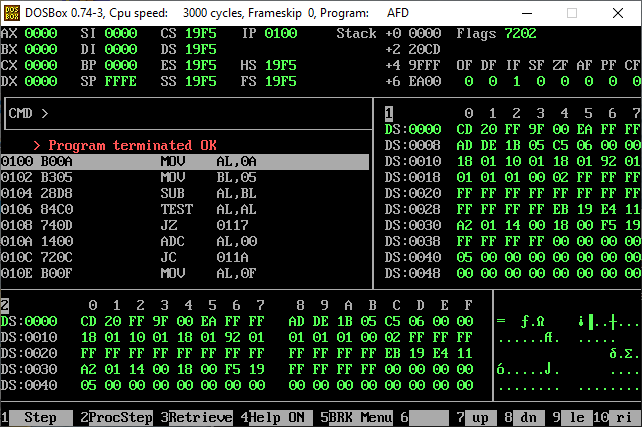 DOSBox 0.74-3, Cpu speed: 3000 cycles, Frameskip 0, Program: AFD
AX 0000 SI 0000 CS 19F5 IP 0100 Stack +0 0000 Flags 7202
BX 0000 DI 0000 DS 19F5 +2 20CD
CX 0000 BP 0000 ES 19F5 HS 19F5 +4 9FFF OF DF IF SF ZF AF PF CF
DX 0000 SP FFFE SS 19F5 FS 19F5 +6 EA00 0 0 1 0 0 0 0 0
CMD >
> Program terminated OK
0100 B00A MOV AL,0A
0102 B305 MOV BL,05
0104 28D8 SUB AL,BL
0106 84C0 TEST AL,AL
0108 740D JZ 0117
010A 1400 ADC AL,00
010C 720C JC 011A
010E B00F MOV AL,0F
1 0 1 2 3 4 5 6 7
DS:0000 CD 20 FF 9F 00 EA FF FF
DS:0008 AD DE 1B 05 C5 06 00 00
DS:0010 18 01 10 01 18 01 92 01
DS:0018 01 01 01 00 02 FF FF FF
DS:0020 FF FF FF FF FF FF FF FF
DS:0028 FF FF FF FF EB 19 E4 11
DS:0030 A2 01 14 00 18 00 F5 19
DS:0038 FF FF FF FF 00 00 00 00
DS:0040 05 00 00 00 00 00 00 00
DS:0048 00 00 00 00 00 00 00 00
2 0 1 2 3 4 5 6 7 8 9 A B C D E F
DS:0000 CD 20 FF 9F 00 EA FF FF AD DE 1B 05 C5 06 00 00 = ƒ.Ω ¡▐..┼...
DS:0010 18 01 10 01 18 01 92 01 01 01 01 00 02 FF FF FF ......Æ. .....
DS:0020 FF FF FF FF FF FF FF FF FF FF FF FF EB 19 E4 11 δ.Σ.
DS:0030 A2 01 14 00 18 00 F5 19 FF FF FF FF 00 00 00 00 ó.....⌡. ....
DS:0040 05 00 00 00 00 00 00 00 00 00 00 00 00 00 00 00 ........ ........
1 Step 2 ProcStep 3 Retrieve 4 Help ON 5 BRK Menu 6 7 up 8 dn 9 le 10 ri